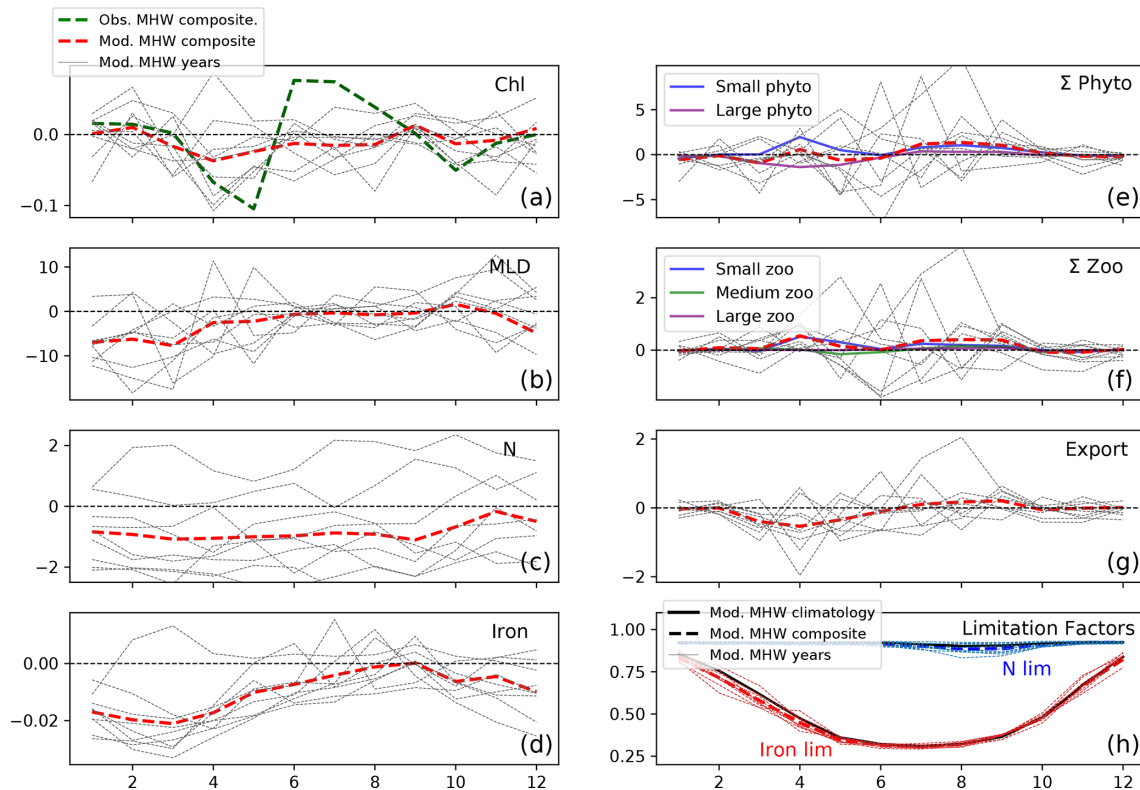 Obs. MHW composite.
Mod. MHW composite
Mod. MHW years
Chl
0.0
−0.1
(a)
Small phyto
Large phyto
Σ Phyto
5
0
−5
(e)
MLD
10
0
−10
(b)
Small zoo
Medium zoo
Large zoo
Σ Zoo
2
0
(f)
N
2
0
−2
(c)
Export
2
0
−2
(g)
Iron
0.00
−0.02
(d)
2 4 6 8 10 12
Mod. MHW climatology
Mod. MHW composite
Mod. MHW years
Limitation Factors
1.00
0.75
0.50
0.25
N lim
Iron lim
(h)
2 4 6 8 10 12